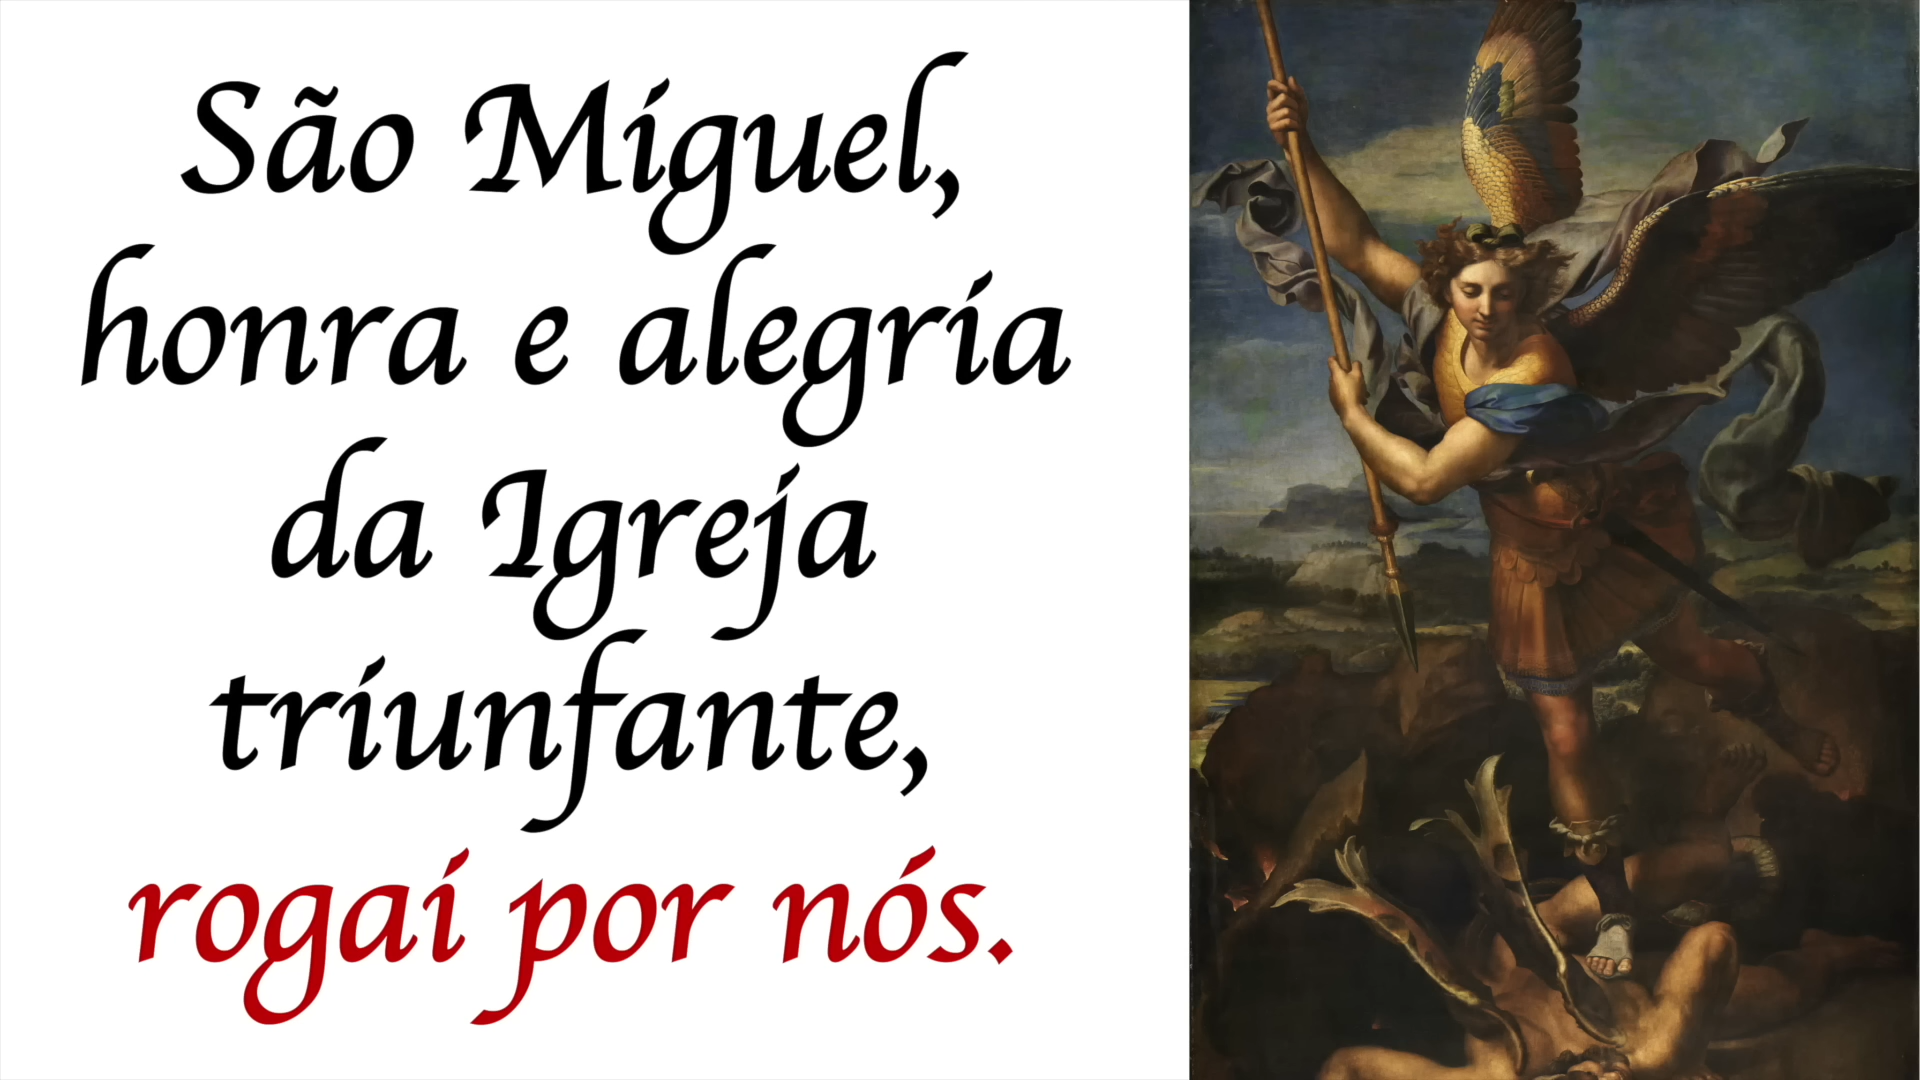 São Miguel,
honra e alegria
da Igreja
triunfante,
rogai por nós.